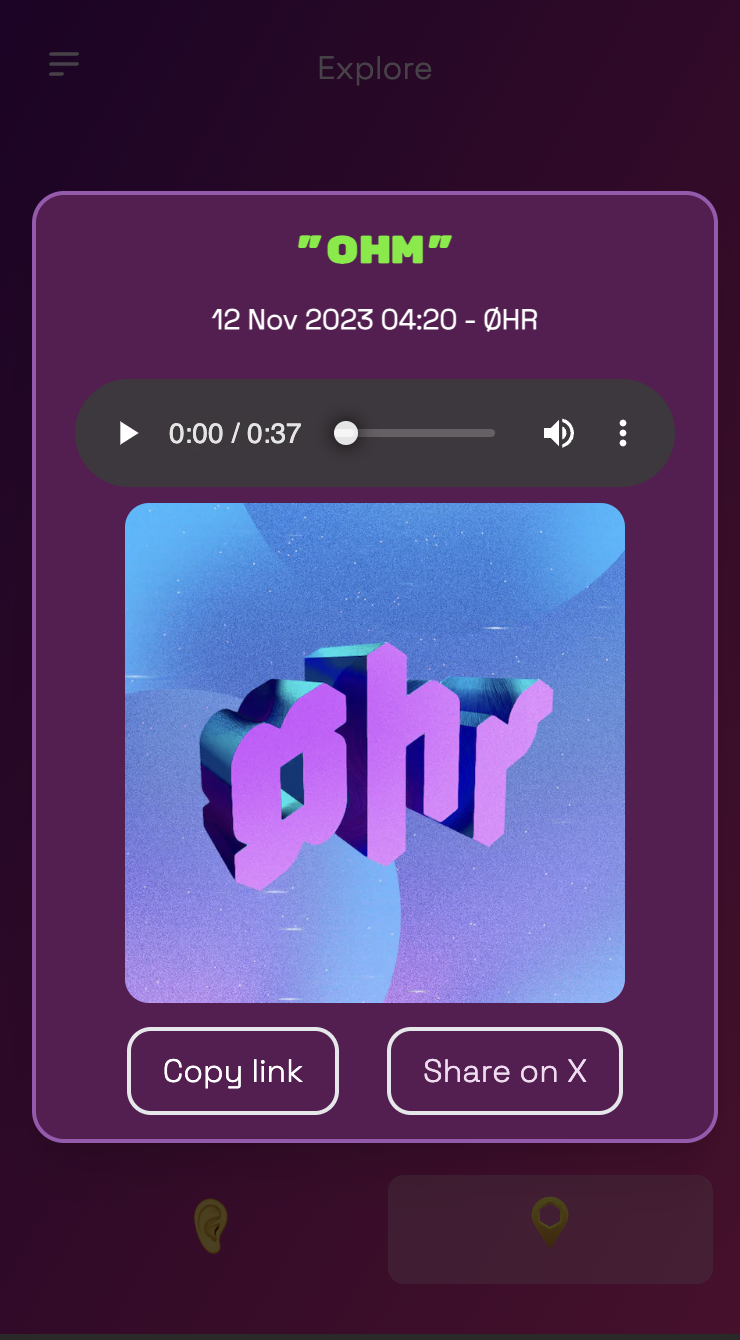 Explore
"OHM"
12 Nov 2023 04:20 - ØHR
0:00 / 0:37
øhr
Copy link
Share on X